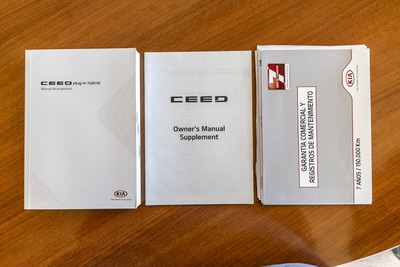 CEED plug-in hybrid
Manual del propietario
KIA
CEED
Owner's Manual
Supplement
7
KIA
GARANTÍA COMERCIAL Y
REGISTROS DE MANTENIMIENTO
7 AÑOS / 150.000 Km